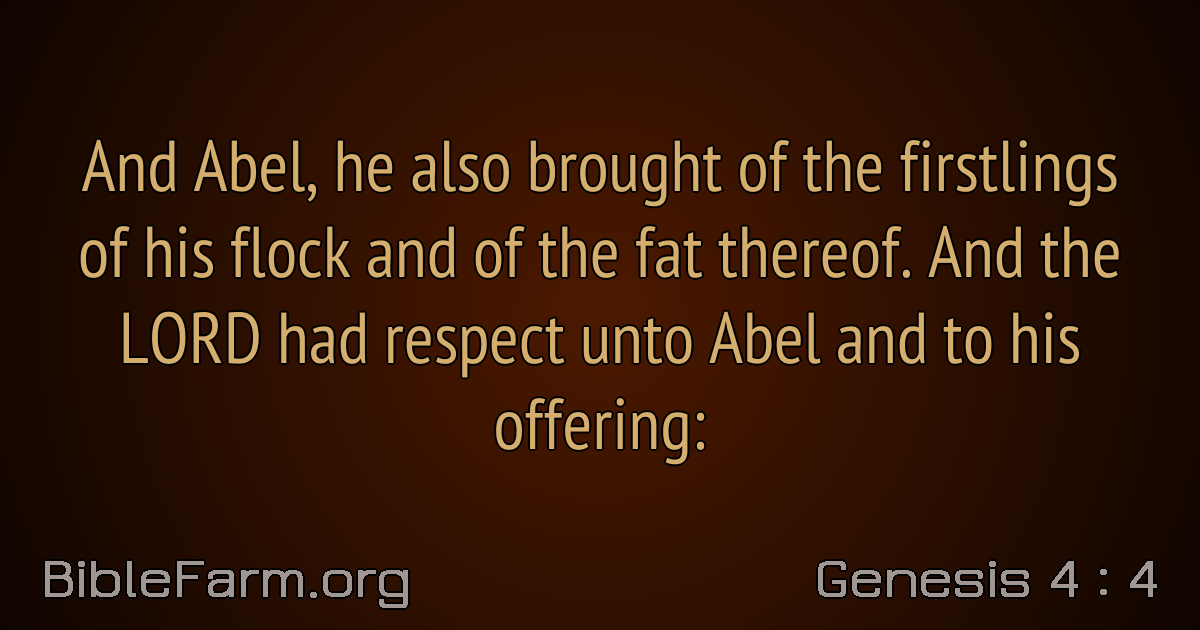 And Abel, he also brought of the firstlings
of his flock and of the fat thereof. And the
LORD had respect unto Abel and to his
offering:
BibleFarm.org
Genesis 4 : 4